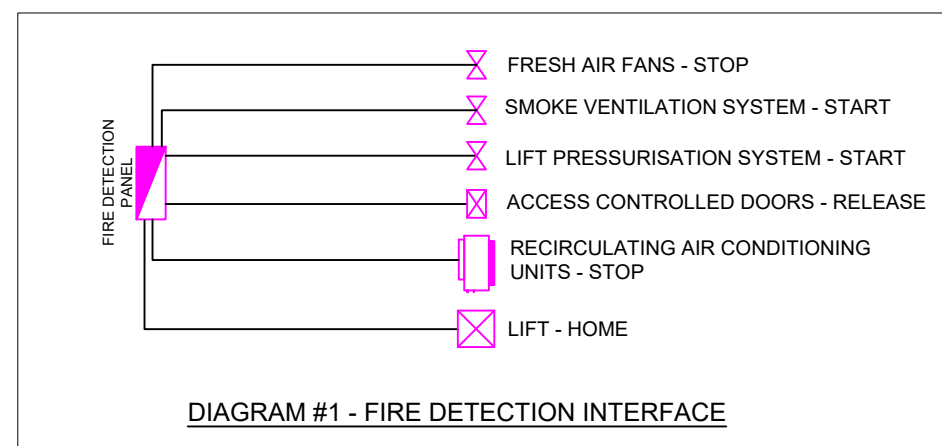 FRESH AIR FANS - STOP
SMOKE VENTILATION SYSTEM - START
LIFT PRESSURISATION SYSTEM - START
FIRE DETECTION
PANEL
ACCESS CONTROLLED DOORS - RELEASE
RECIRCULATING AIR CONDITIONING
UNITS - STOP
LIFT - HOME
DIAGRAM #1 - FIRE DETECTION INTERFACE